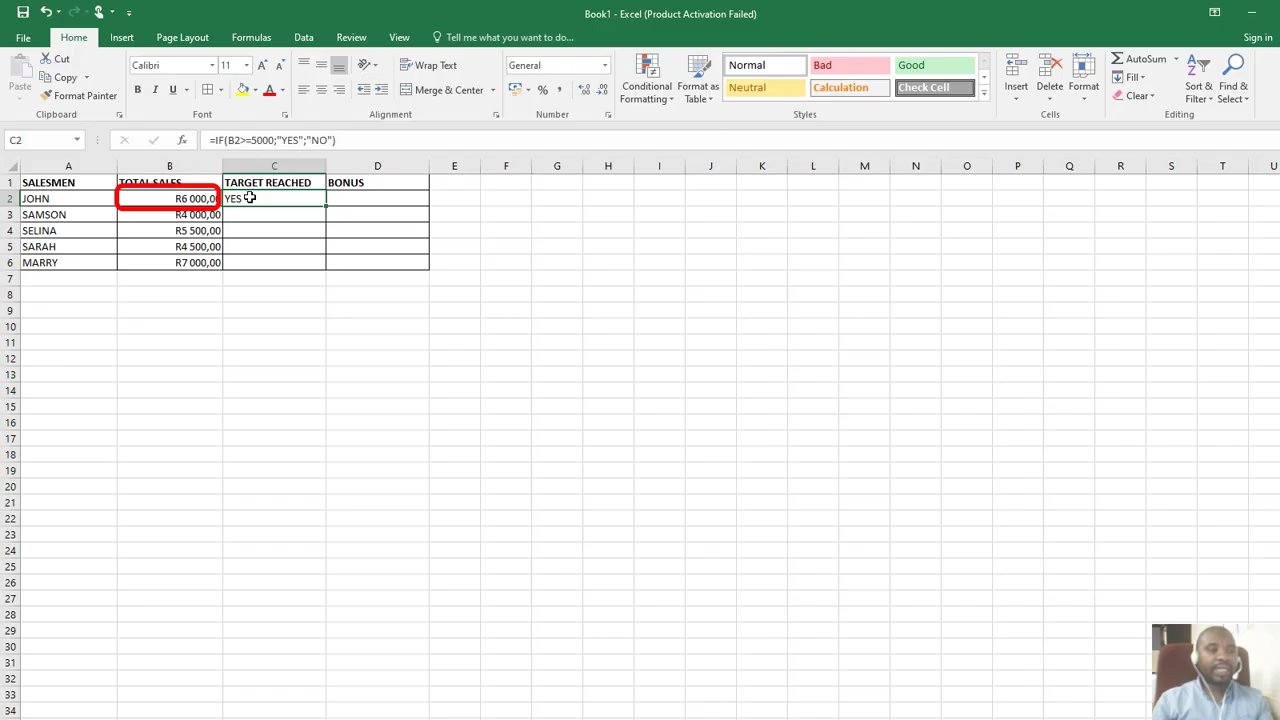 Book1 - Excel (Product Activation Failed)
File Home Insert Page Layout Formulas Data Review View Tell me what you want to do... Sign in
Paste Cut Copy Format Painter Clipboard
Calibri 11 B I U A A A Font
Wrap Text Merge & Center Alignment
General % , Number
Conditional Formatting Format as Table
Normal Bad Good
Neutral Calculation Check Cell
Styles
Insert Delete Format Cells
AutoSum Fill Clear Sort & Filter Find & Select Editing
C2 fx =IF(B2>=5000;"YES";"NO")
A B C D E F G H I J K L M N O P Q R S T U
1 SALESMEN TOTAL SALES TARGET REACHED BONUS
2 JOHN R6 000,00 YES
3 SAMSON R4 000,00
4 SELINA R5 500,00
5 SARAH R4 500,00
6 MARRY R7 000,00
7
8
9
10
11
12
13
14
15
16
17
18
19
20
21
22
23
24
25
26
27
28
29
30
31
32
33
34